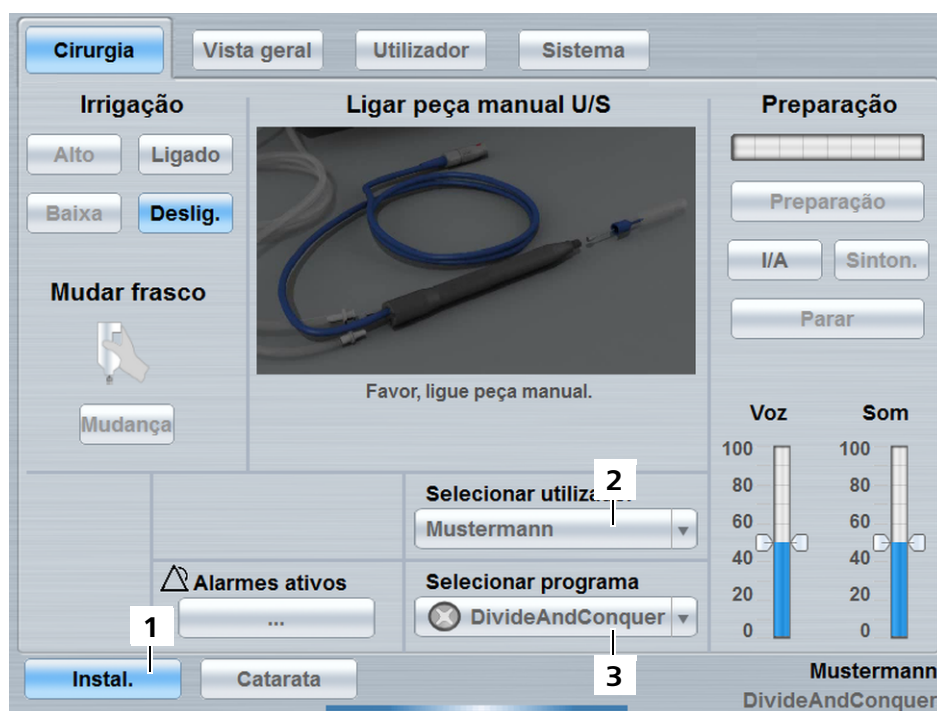 Cirurgia Vista geral Utilizador Sistema
Irrigação
Alto Ligado
Baixa Deslig.
Mudar frasco
Mudança
Ligar peça manual U/S
Favor, ligue peça manual.
Preparação
Preparação
I/A Sinton.
Parar
Voz Som
100 100
80 80
60 60
40 40
20 20
0 0
2
Selecionar
Mustermann
Alarmes ativos
...
Selecionar programa
DivideAndConquer
1
3
Instal. Catarata
Mustermann
DivideAndConquer